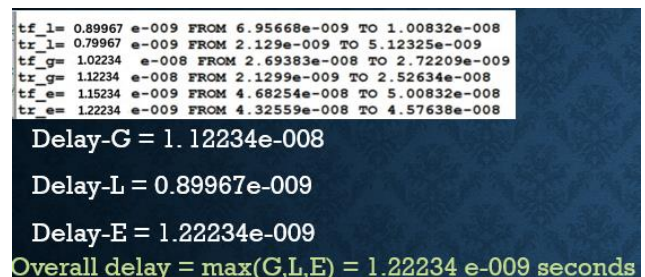 tf_l= 0.89967 e-009 FROM 6.95668e-009 TO 1.00832e-008
tr_l= 0.79967 e-009 FROM 2.129e-009 TO 5.12325e-009
tf_g= 1.02234 e-008 FROM 2.69383e-008 TO 2.72209e-009
tr_g= 1.12234 e-008 FROM 2.1299e-009 TO 2.52634e-008
tf_e= 1.15234 e-009 FROM 4.68254e-009 TO 5.00832e-008
tr_e= 1.22234 e-009 FROM 4.32559e-008 TO 4.57638e-008
Delay-G = 1. 12234e-008
Delay-L = 0.89967e-009
Delay-E = 1.22234e-009
Overall delay = max(G,L,E) = 1.22234 e-009 seconds